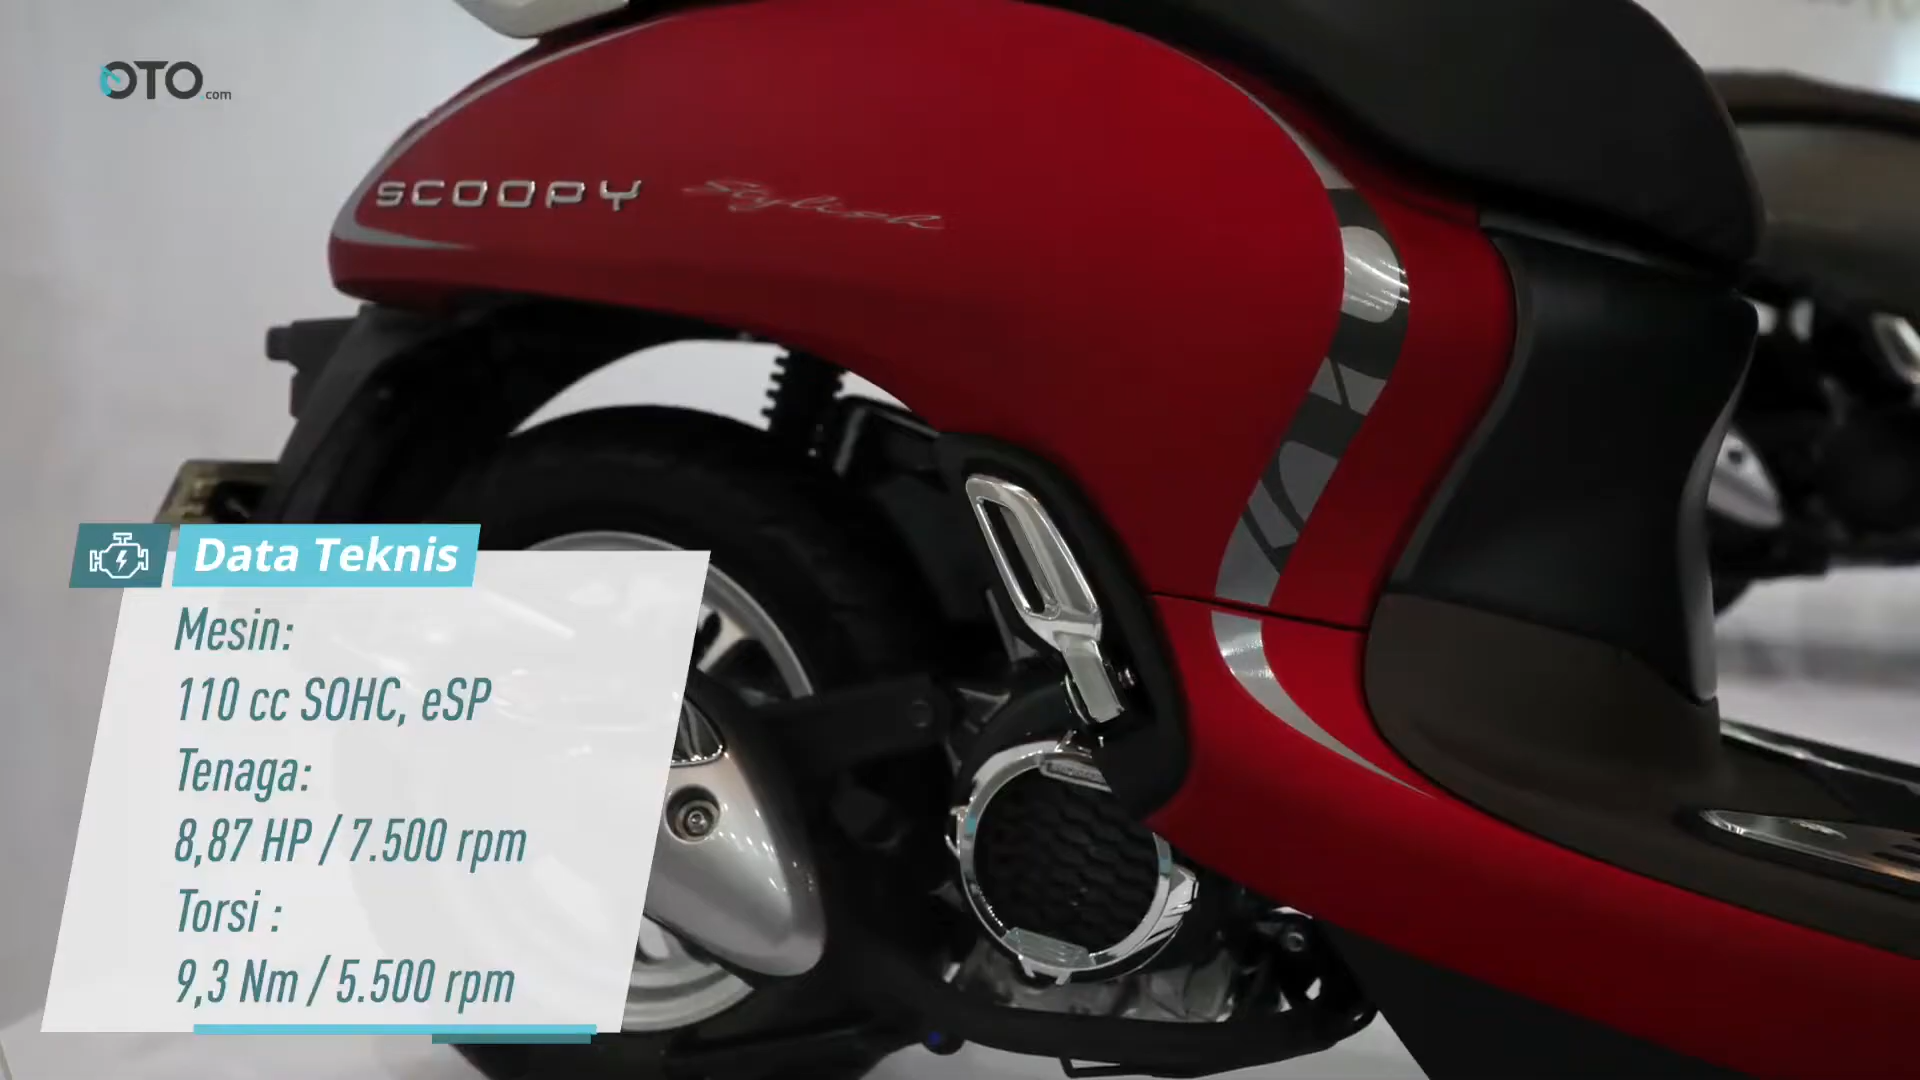 OTO.com
SCOOPY Stylish
Data Teknis
Mesin:
110 cc SOHC, eSP
Tenaga:
8,87 HP / 7.500 rpm
Torsi :
9,3 Nm / 5.500 rpm